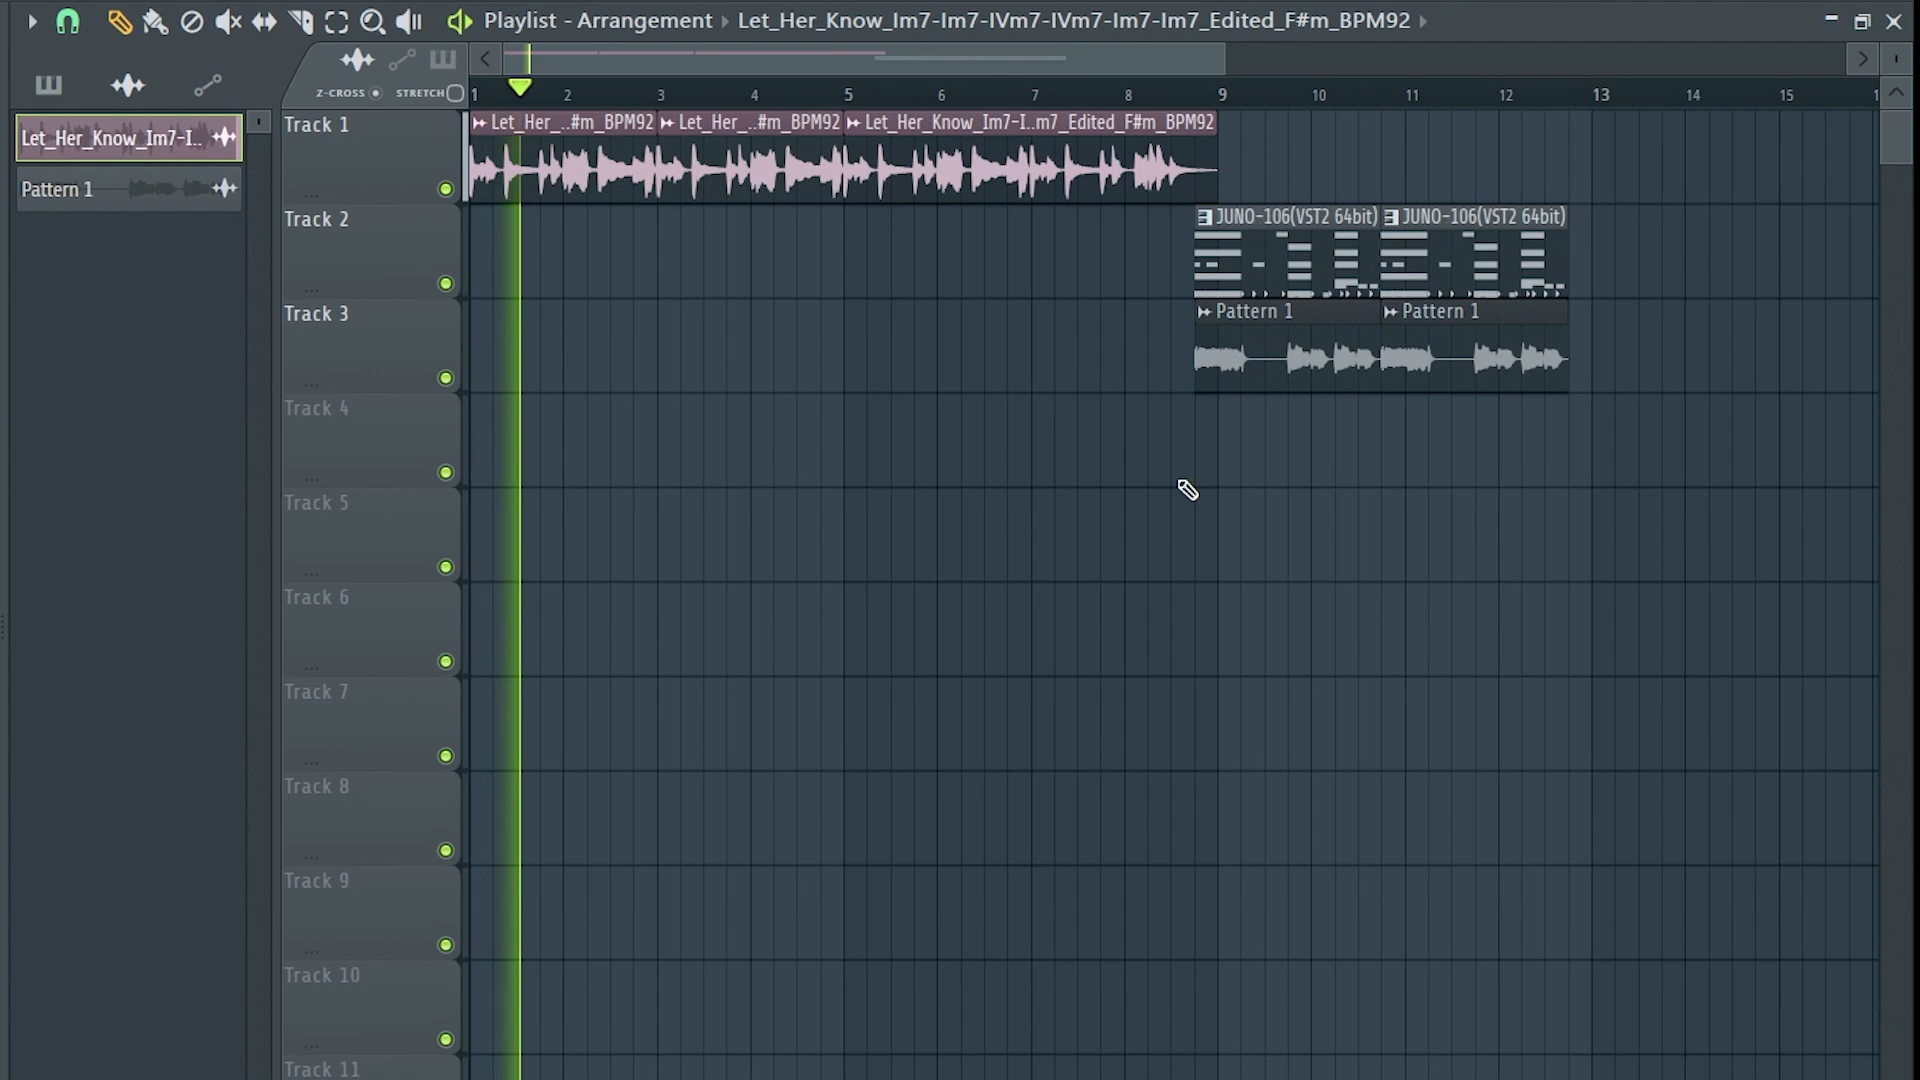 Playlist - Arrangement Let_Her_Know_Im7-Im7-IVm7-IVm7-Im7-Im7_Edited_F#m_BPM92
Z-CROSS STRETCH
1 2 3 4 5 6 7 8 9 10 11 12 13 14 15 1
Let_Her_Know_Im7-I..
Pattern 1
Track 1
Let_Her_..#m_BPM92 Let_Her_..#m_BPM92 Let_Her_Know_Im7-I..m7_Edited_F#m_BPM92
...
Track 2
JUNO-106(VST2 64bit) JUNO-106(VST2 64bit)
...
Track 3
Pattern 1 Pattern 1
...
Track 4
...
Track 5
...
Track 6
...
Track 7
...
Track 8
...
Track 9
...
Track 10
...
Track 11